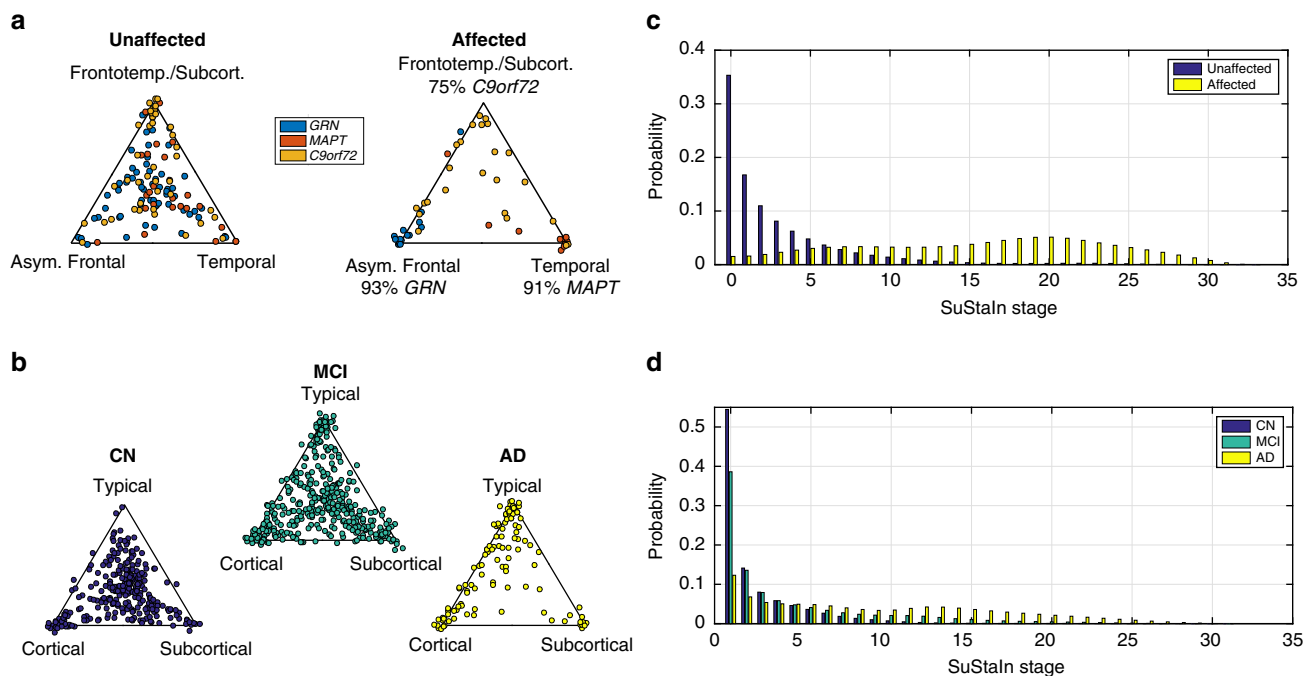 a
Unaffected
Frontotemp./Subcort.
GRN
MAPT
C9orf72
Asym. Frontal
Temporal
Affected
Frontotemp./Subcort.
75% C9orf72
Asym. Frontal
93% GRN
Temporal
91% MAPT
b
CN
Typical
Cortical
Subcortical
MCI
Typical
Cortical
Subcortical
AD
Typical
Cortical
Subcortical
c
Probability
0.4
0.3
0.2
0.1
0
Unaffected
Affected
0 5 10 15 20 25 30 35
SuStaIn stage
d
Probability
0.5
0.4
0.3
0.2
0.1
0
CN
MCI
AD
0 5 10 15 20 25 30 35
SuStaIn stage